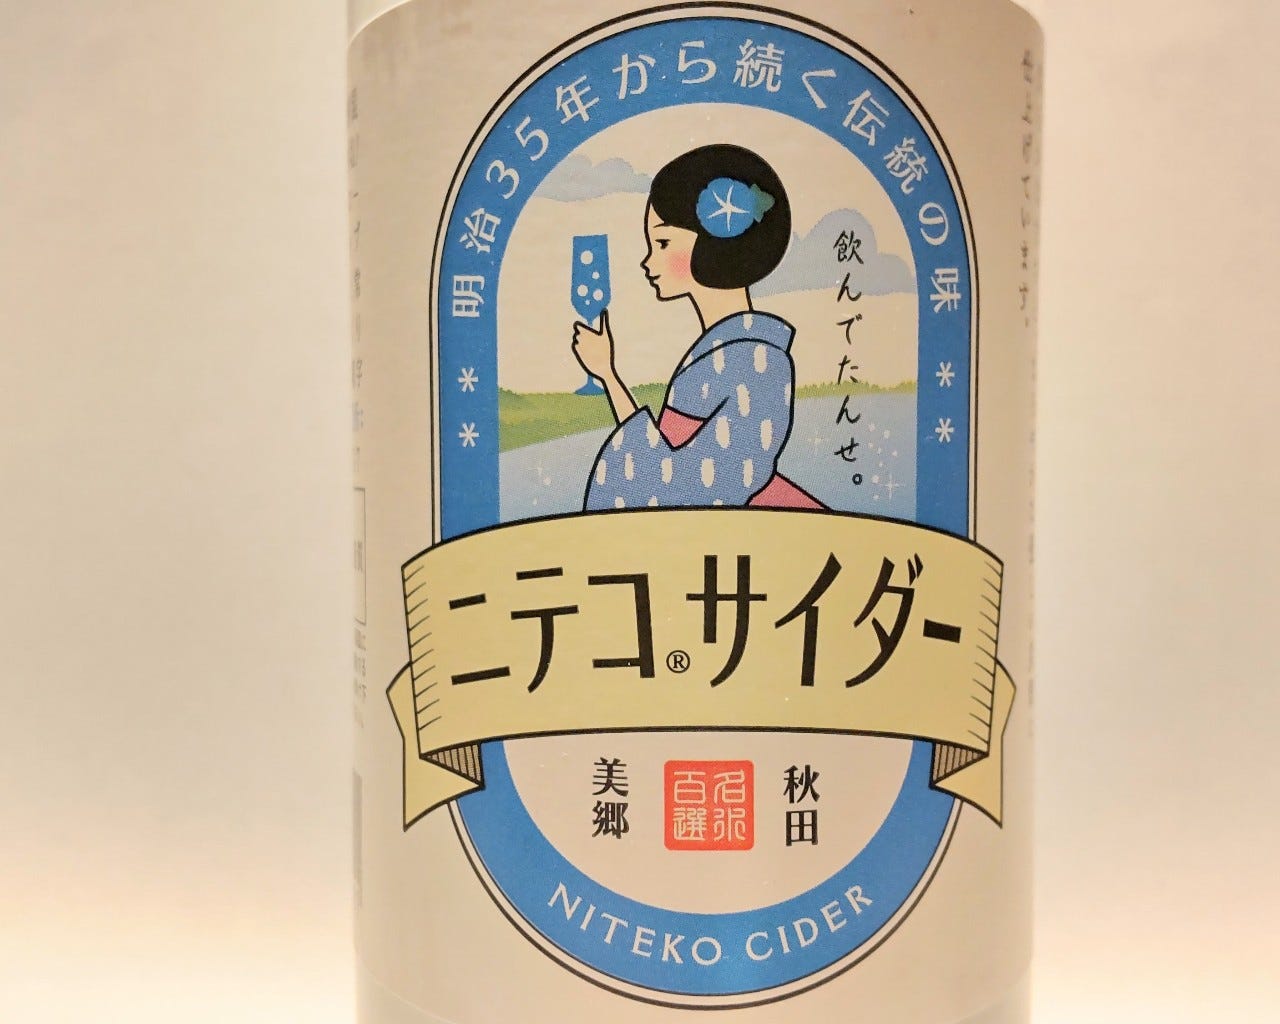 明治35年から続く伝統の味
飲んでたんせ。
ニテコ®サイダー
秋田
名水
百選
美郷
NITEKO CIDER